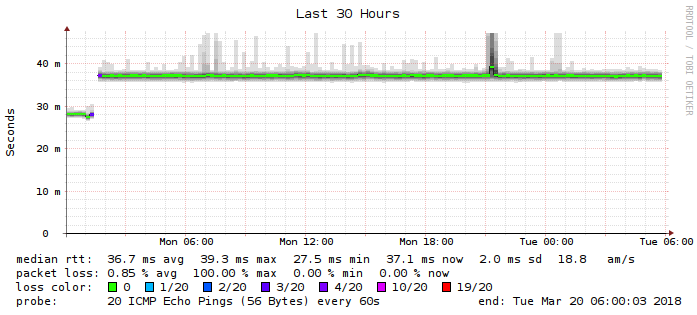 Last 30 Hours
RRDTOOL / TOBI OETIKER
Seconds
40 m
30 m
20 m
10 m
0
Mon 06:00 Mon 12:00 Mon 18:00 Tue 00:00 Tue 06:00
median rtt: 36.7 ms avg 39.3 ms max 27.5 ms min 37.1 ms now 2.0 ms sd 18.8 am/s
packet loss: 0.85 % avg 100.00 % max 0.00 % min 0.00 % now
loss color: 0 1/20 2/20 3/20 4/20 10/20 19/20
probe: 20 ICMP Echo Pings (56 Bytes) every 60s end: Tue Mar 20 06:00:03 2018